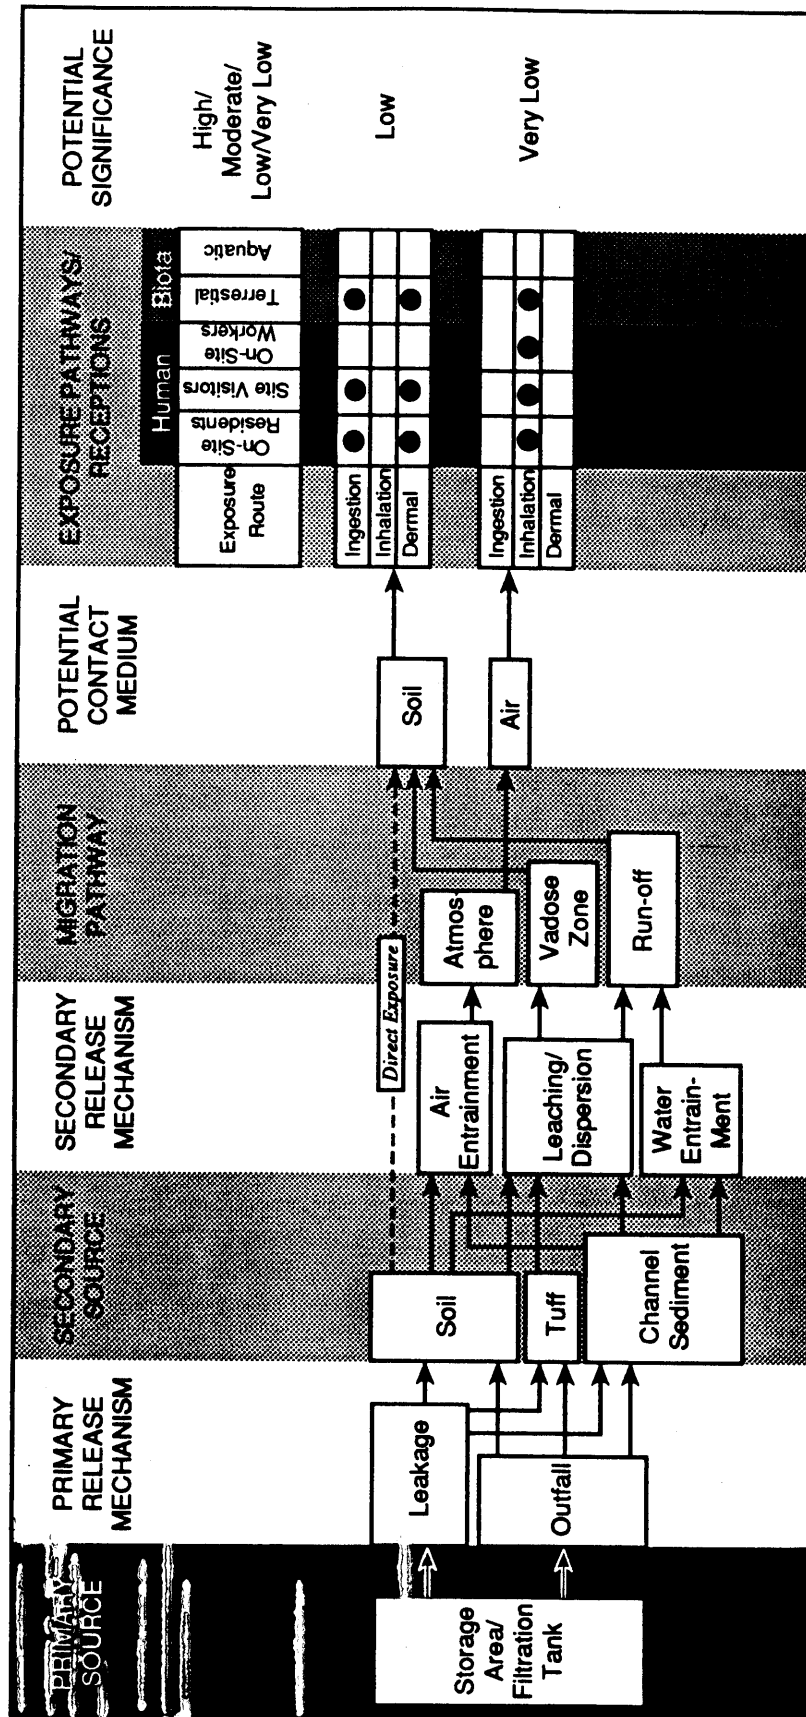 PRIMARY
SOURCE
PRIMARY
RELEASE
MECHANISM
SECONDARY
SOURCE
SECONDARY
RELEASE
MECHANISM
MIGRATION
PATHWAY
POTENTIAL
CONTACT
MEDIUM
EXPOSURE PATHWAYS/
RECEPTIONS
POTENTIAL
SIGNIFICANCE
Human
Biota
Exposure
Route
On-Site
Residents
Site Visitors
On-Site
Workers
Terrestial
Aquatic
High/
Moderate/
Low/Very Low
Storage
Area/
Filtration
Tank
Leakage
Outfall
Soil
Tuff
Channel
Sediment
Direct Exposure
Air
Entrainment
Leaching/
Dispersion
Water
Entrain-
Ment
Atmos-
phere
Vadose
Zone
Run-off
Soil
Air
Ingestion
Inhalation
Dermal
Low
Ingestion
Inhalation
Dermal
Very Low